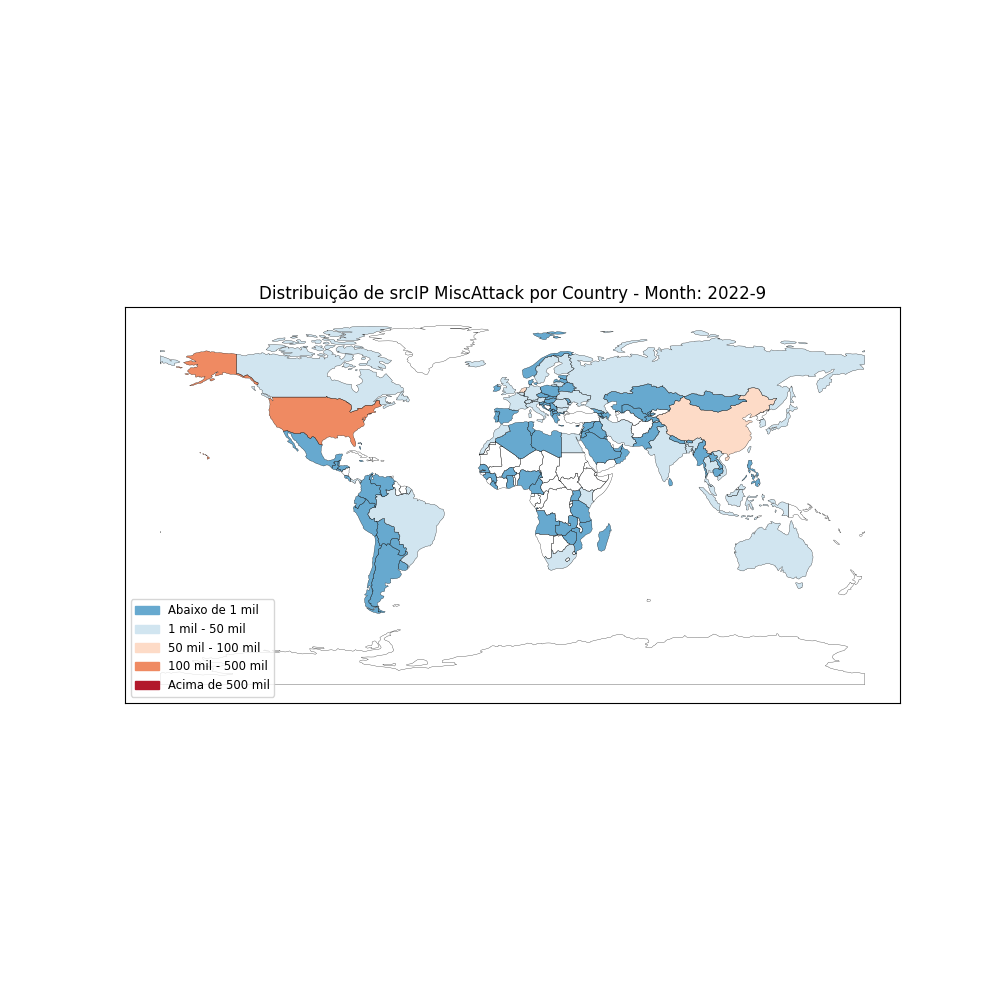 Distribuição de srcIP MiscAttack por Country - Month: 2022-9
Abaixo de 1 mil
1 mil - 50 mil
50 mil - 100 mil
100 mil - 500 mil
Acima de 500 mil